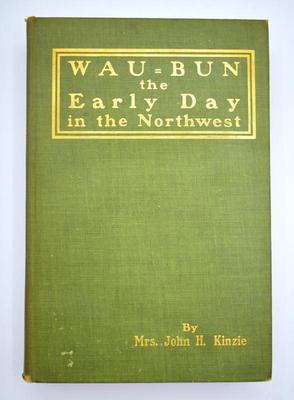 WAU=BUN
the
Early Day
in the Northwest
By
Mrs. John H. Kinzie